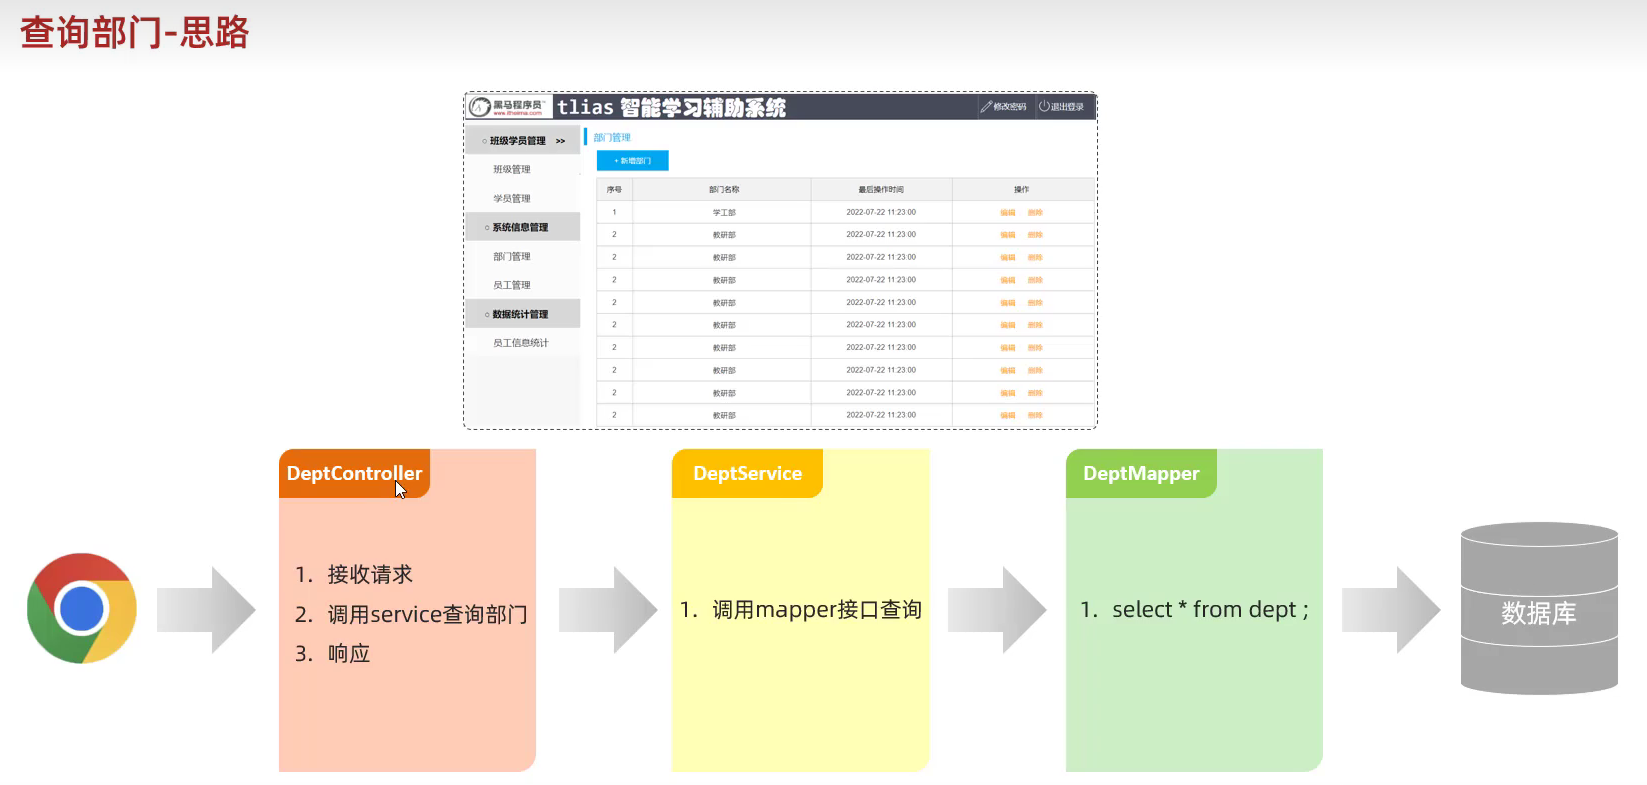 查询部门-思路
黑马程序员
www.itheima.com
tlias 智能学习辅助系统
修改密码
退出登录
班级学员管理 >>
班级管理
学员管理
系统信息管理
部门管理
员工管理
数据统计管理
员工信息统计
部门管理
+ 新增部门
序号 部门名称 最后操作时间 操作
1 学工部 2022-07-22 11:23:00 编辑 删除
2 教研部 2022-07-22 11:23:00 编辑 删除
2 教研部 2022-07-22 11:23:00 编辑 删除
2 教研部 2022-07-22 11:23:00 编辑 删除
2 教研部 2022-07-22 11:23:00 编辑 删除
2 教研部 2022-07-22 11:23:00 编辑 删除
2 教研部 2022-07-22 11:23:00 编辑 删除
2 教研部 2022-07-22 11:23:00 编辑 删除
2 教研部 2022-07-22 11:23:00 编辑 删除
2 教研部 2022-07-22 11:23:00 编辑 删除
DeptController
1. 接收请求
2. 调用service查询部门
3. 响应
DeptService
1. 调用mapper接口查询
DeptMapper
1. select * from dept ;
数据库